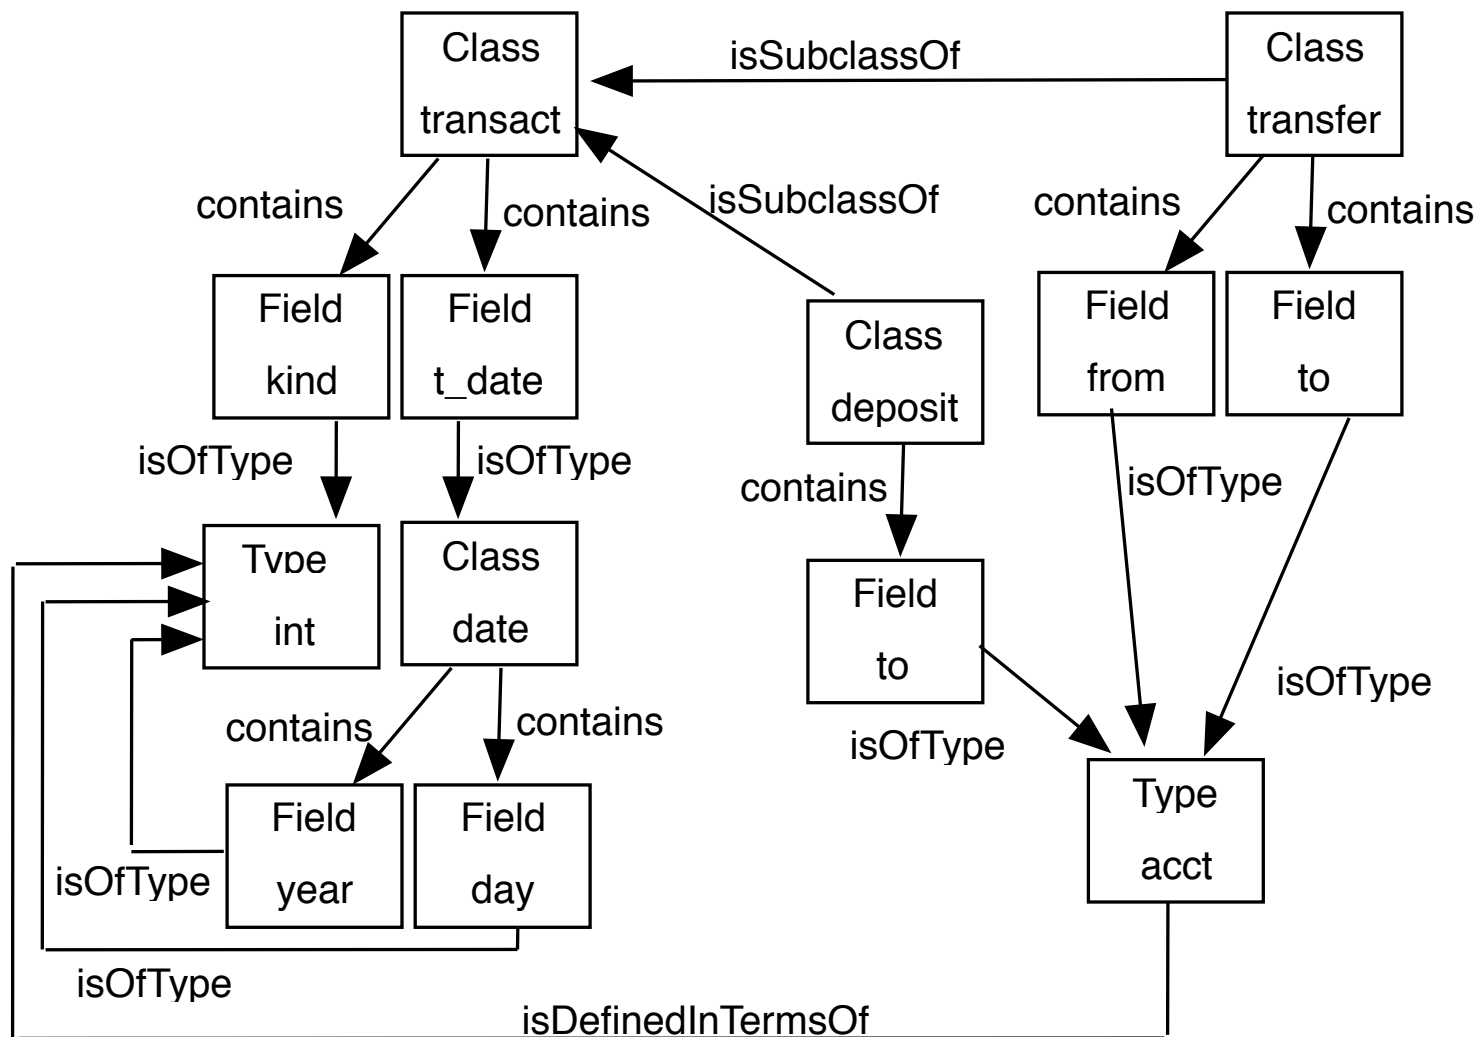 Class
transact
isSubclassOf
Class
transfer
contains
contains
isSubclassOf
contains
contains
Field
kind
Field
t_date
Class
deposit
Field
from
Field
to
isOfType
isOfType
contains
isOfType
Type
int
Class
date
Field
to
isOfType
contains
contains
isOfType
Type
acct
Field
year
Field
day
isOfType
isOfType
isDefinedInTermsOf